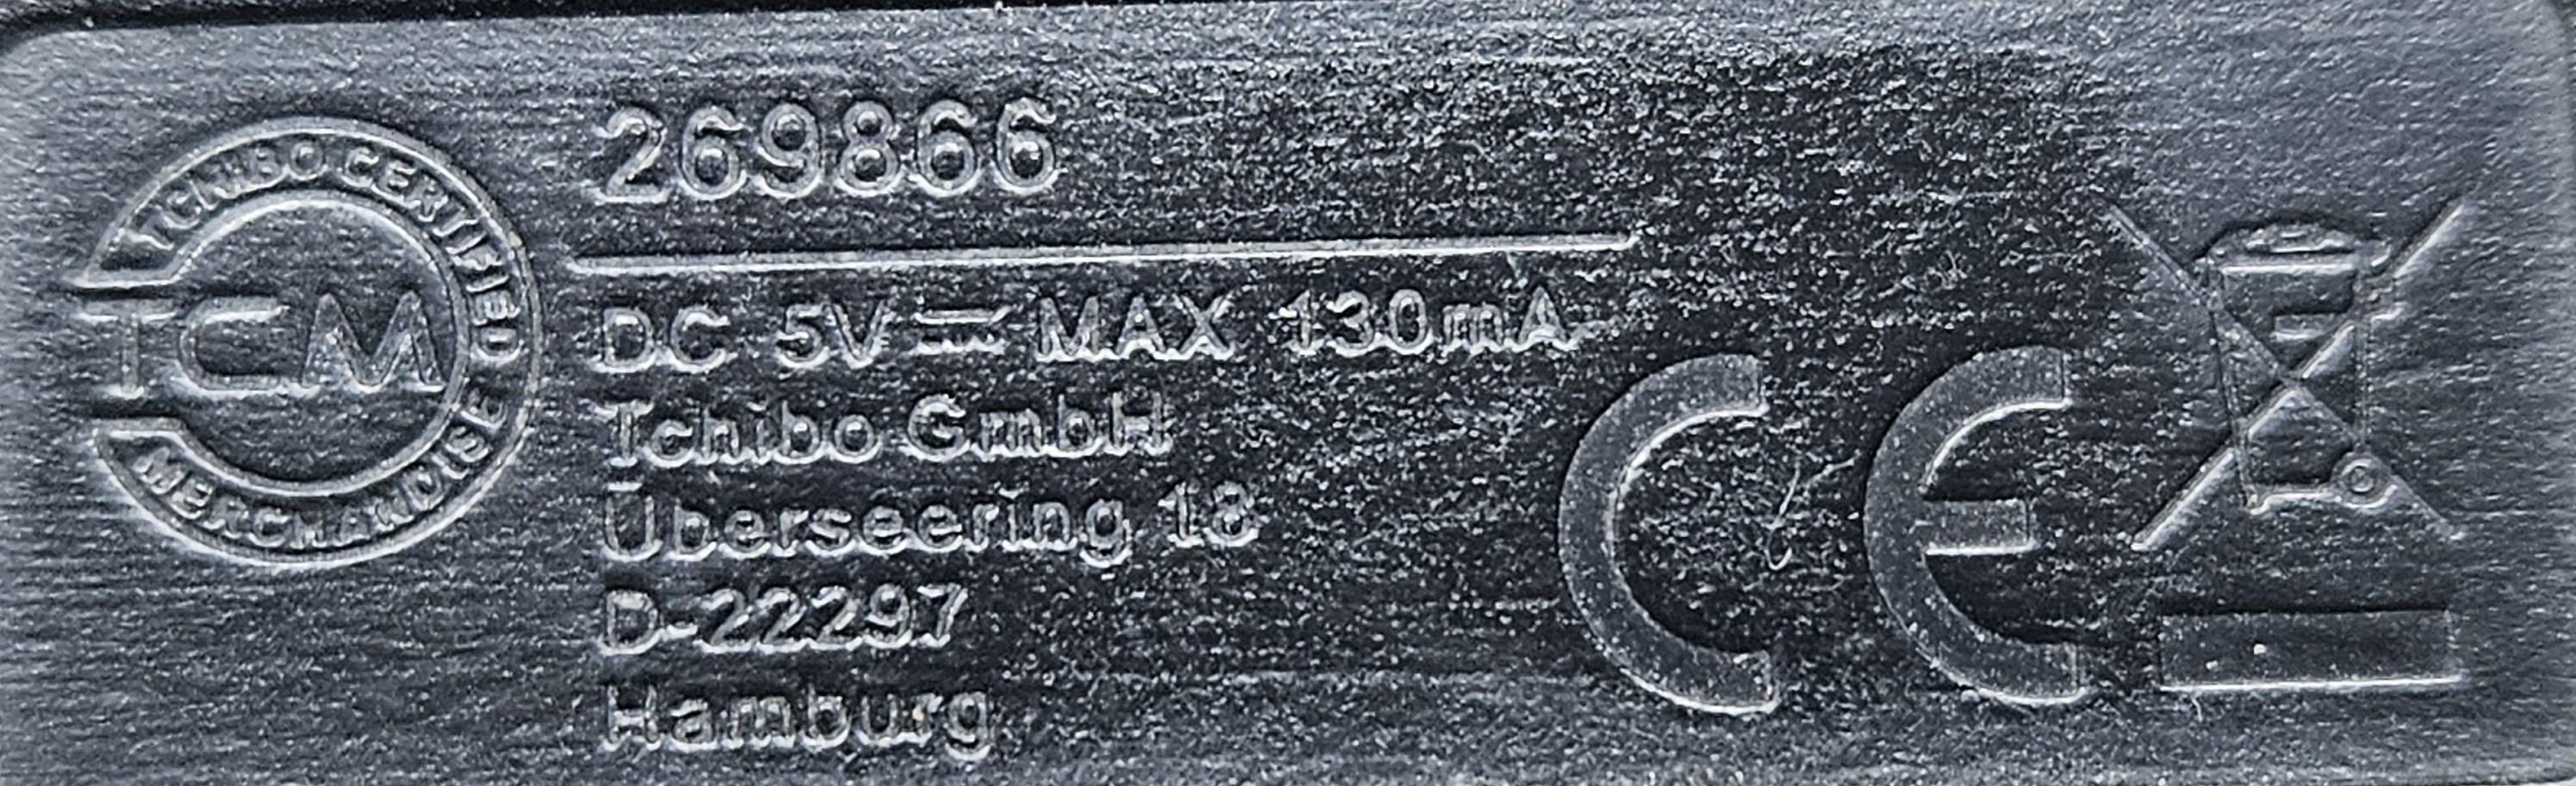 TCHIBO CERTIFIED MERCHANDISE
TCM
269866
DC 5V ⎓ MAX 130mA
Tchibo GmbH
Überseering 18
D-22297
Hamburg
CE